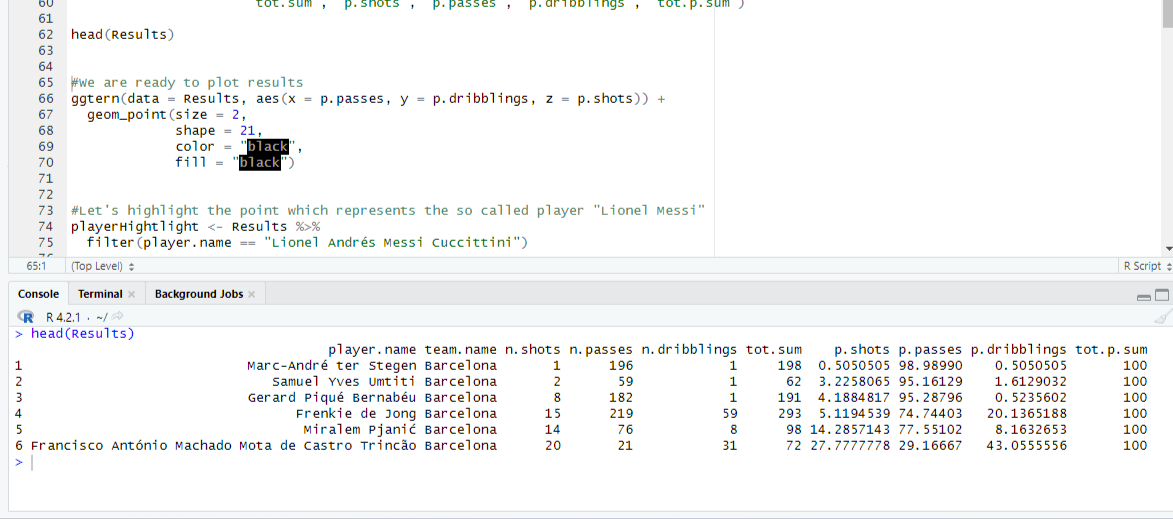 60 "tot.sum", "p.shots", "p.passes", "p.dribblings", "tot.p.sum")
61
62 head(Results)
63
64
65 #We are ready to plot results
66 ggtern(data = Results, aes(x = p.passes, y = p.dribblings, z = p.shots)) +
67 geom_point(size = 2,
68 shape = 21,
69 color = "black",
70 fill = "black")
71
72
73 #Let's highlight the point which represents the so called player "Lionel Messi"
74 playerHightlight <- Results %>%
75 filter(player.name == "Lionel Andrés Messi Cuccittini")
76
65:1 (Top Level) R Script
Console Terminal Background Jobs
R R 4.2.1 · ~/
> head(Results)
player.name team.name n.shots n.passes n.dribblings tot.sum p.shots p.passes p.dribblings tot.p.sum
1 Marc-André ter Stegen Barcelona 1 196 1 198 0.5050505 98.98990 0.5050505 100
2 Samuel Yves Umtiti Barcelona 2 59 1 62 3.2258065 95.16129 1.6129032 100
3 Gerard Piqué Bernabéu Barcelona 8 182 1 191 4.1884817 95.28796 0.5235602 100
4 Frenkie de Jong Barcelona 15 219 59 293 5.1194539 74.74403 20.1365188 100
5 Miralem Pjanić Barcelona 14 76 8 98 14.2857143 77.55102 8.1632653 100
6 Francisco António Machado Mota de Castro Trincão Barcelona 20 21 31 72 27.7777778 29.16667 43.0555556 100
>